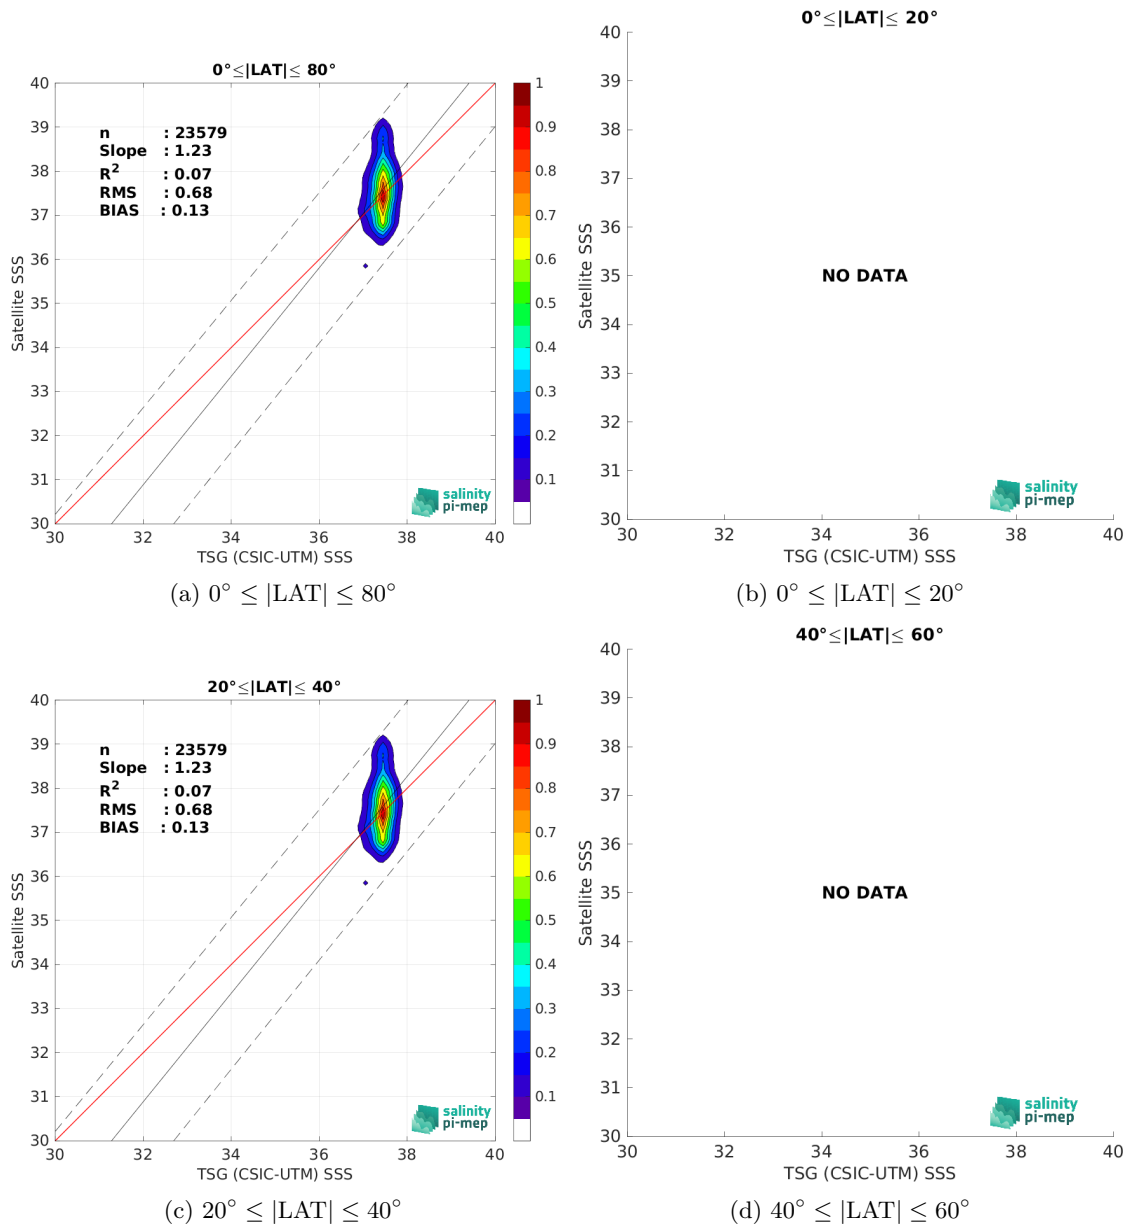 0°≤|LAT|≤ 80°
40
39
38
37
36
35
34
33
32
31
30
Satellite SSS
n : 23579
Slope : 1.23
R² : 0.07
RMS : 0.68
BIAS : 0.13
salinity
pi-mep
30 32 34 36 38 40
TSG (CSIC-UTM) SSS
1
0.9
0.8
0.7
0.6
0.5
0.4
0.3
0.2
0.1
(a) 0° ≤ |LAT| ≤ 80°
0°≤|LAT|≤ 20°
40
39
38
37
36
35
34
33
32
31
30
Satellite SSS
NO DATA
salinity
pi-mep
30 32 34 36 38 40
TSG (CSIC-UTM) SSS
(b) 0° ≤ |LAT| ≤ 20°
20°≤|LAT|≤ 40°
40
39
38
37
36
35
34
33
32
31
30
Satellite SSS
n : 23579
Slope : 1.23
R² : 0.07
RMS : 0.68
BIAS : 0.13
salinity
pi-mep
30 32 34 36 38 40
TSG (CSIC-UTM) SSS
1
0.9
0.8
0.7
0.6
0.5
0.4
0.3
0.2
0.1
(c) 20° ≤ |LAT| ≤ 40°
40°≤|LAT|≤ 60°
40
39
38
37
36
35
34
33
32
31
30
Satellite SSS
NO DATA
salinity
pi-mep
30 32 34 36 38 40
TSG (CSIC-UTM) SSS
(d) 40° ≤ |LAT| ≤ 60°